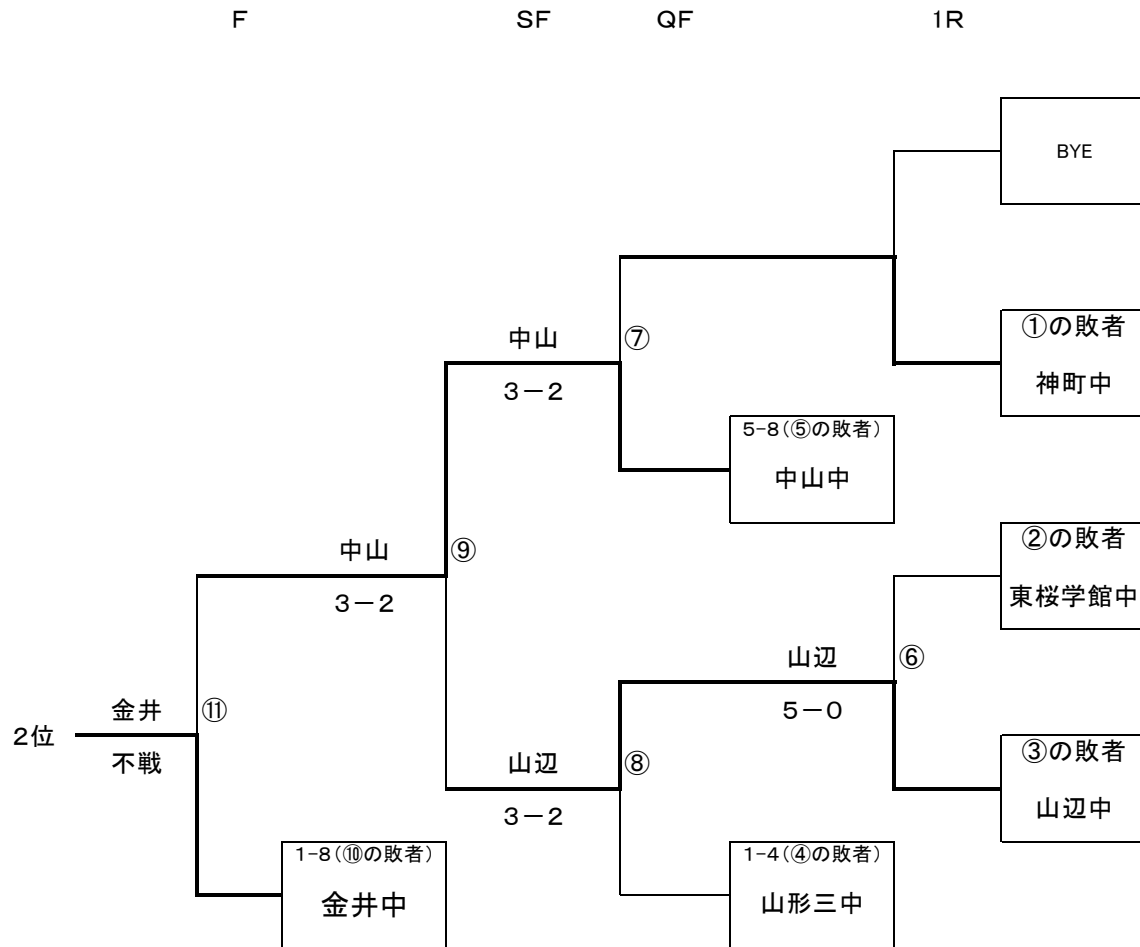 F SF QF 1R
BYE
①の敗者
神町中
中山 ⑦
3－2
5-8(⑤の敗者)
中山中
②の敗者
東桜学館中
中山 ⑨
3－2
山辺 ⑥
5－0
金井 ⑪
2位
不戦
③の敗者
山辺中
山辺 ⑧
3－2
1-8(⑩の敗者)
金井中
1-4(④の敗者)
山形三中